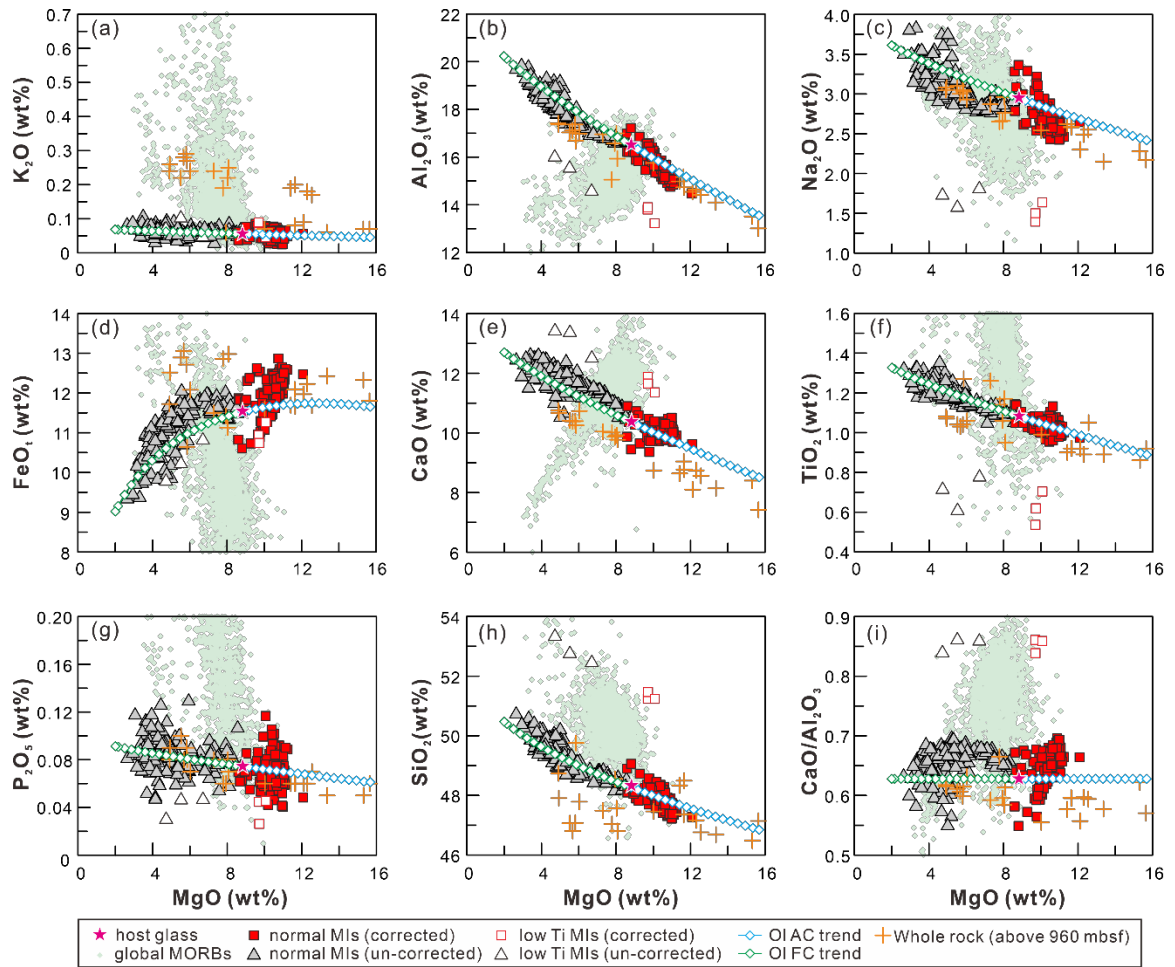 (a)
K₂O (wt%)
0.7
0.6
0.5
0.4
0.3
0.2
0.1
0
0 4 8 12 16
(b)
Al₂O₃(wt%)
22
20
18
16
14
12
0 4 8 12 16
(c)
Na₂O (wt%)
4.0
3.5
3.0
2.5
2.0
1.5
1.0
0 4 8 12 16
(d)
FeOₜ (wt%)
14
13
12
11
10
9
8
0 4 8 12 16
(e)
CaO (wt%)
14
12
10
8
6
0 4 8 12 16
(f)
TiO₂ (wt%)
1.6
1.4
1.2
1.0
0.8
0.6
0.4
0 4 8 12 16
(g)
P₂O₅ (wt%)
0.20
0.16
0.12
0.08
0.04
0
0 4 8 12 16
MgO (wt%)
(h)
SiO₂ (wt%)
54
52
50
48
46
0 4 8 12 16
MgO (wt%)
(i)
CaO/Al₂O₃
0.9
0.8
0.7
0.6
0.5
0 4 8 12 16
MgO (wt%)
host glass normal MIs (corrected) low Ti MIs (corrected) Ol AC trend Whole rock (above 960 mbsf)
global MORBs normal MIs (un-corrected) low Ti MIs (un-corrected) Ol FC trend